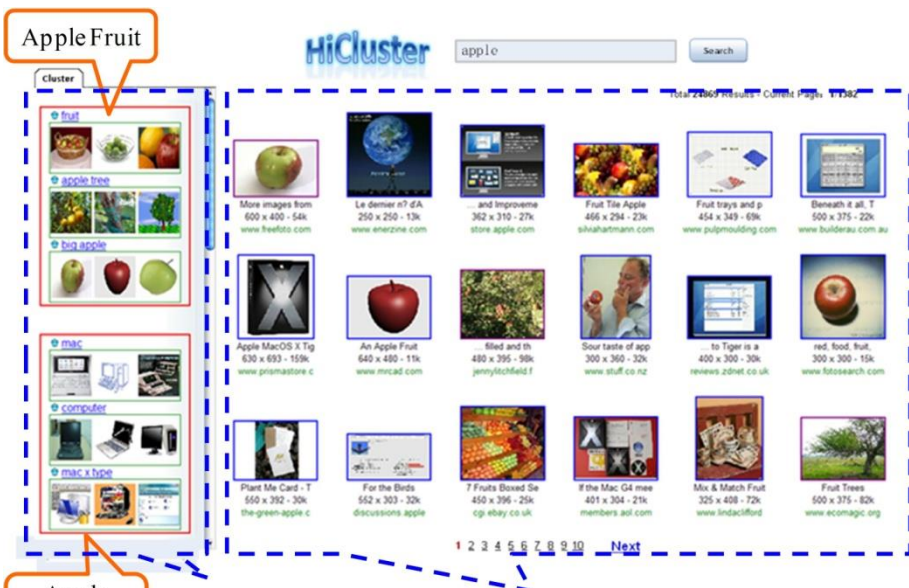 Apple Fruit
HiCluster
apple
Search
Cluster
Total 24869 Results - Current Page: 1/1382
fruit
apple tree
big apple
mac
computer
mac x type
More images from
600 x 400 - 54k
www.freefoto.com
Le dernier n? d'A
250 x 250 - 13k
www.enerzine.com
... and Improveme
362 x 310 - 27k
store.apple.com
Fruit Tile Apple
466 x 294 - 23k
silviahartmann.com
Fruit trays and p
454 x 349 - 69k
www.pulpmoulding.com
Beneath it all, T
500 x 375 - 22k
www.builderau.com.au
Apple MacOS X Tig
630 x 693 - 159k
www.prismastore.c
An Apple Fruit
640 x 480 - 11k
www.mrcad.com
... filled and th
480 x 395 - 98k
jennylitchfield.f
Sour taste of app
300 x 360 - 32k
www.stuff.co.nz
... to Tiger is a
400 x 300 - 30k
reviews.zdnet.co.uk
red, food, fruit,
300 x 300 - 15k
www.fotosearch.com
Plant Me Card - T
550 x 392 - 30k
the-green-apple.c
For the Birds
552 x 303 - 32k
discussions.apple
7 Fruits Boxed Se
450 x 396 - 25k
cgi.ebay.co.uk
If the Mac G4 mee
401 x 304 - 21k
members.aol.com
Mix & Match Fruit
325 x 408 - 72k
www.lindaclifford
Fruit Trees
500 x 375 - 82k
www.ecomagic.org
1 2 3 4 5 6 7 8 9 10 Next